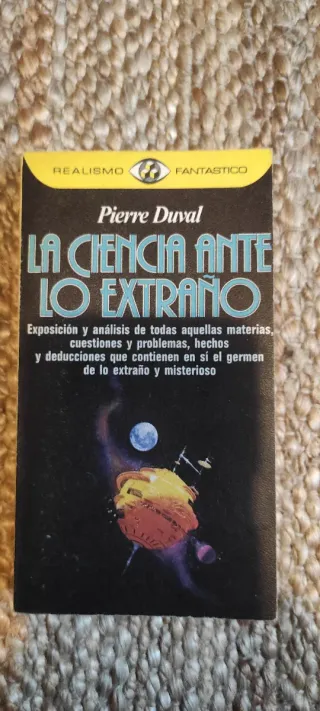 REALISMO FANTASTICO
Pierre Duval
LA CIENCIA ANTE
LO EXTRAÑO
Exposición y análisis de todas aquellas materias,
cuestiones y problemas, hechos
y deducciones que contienen en sí el germen
de lo extraño y misterioso